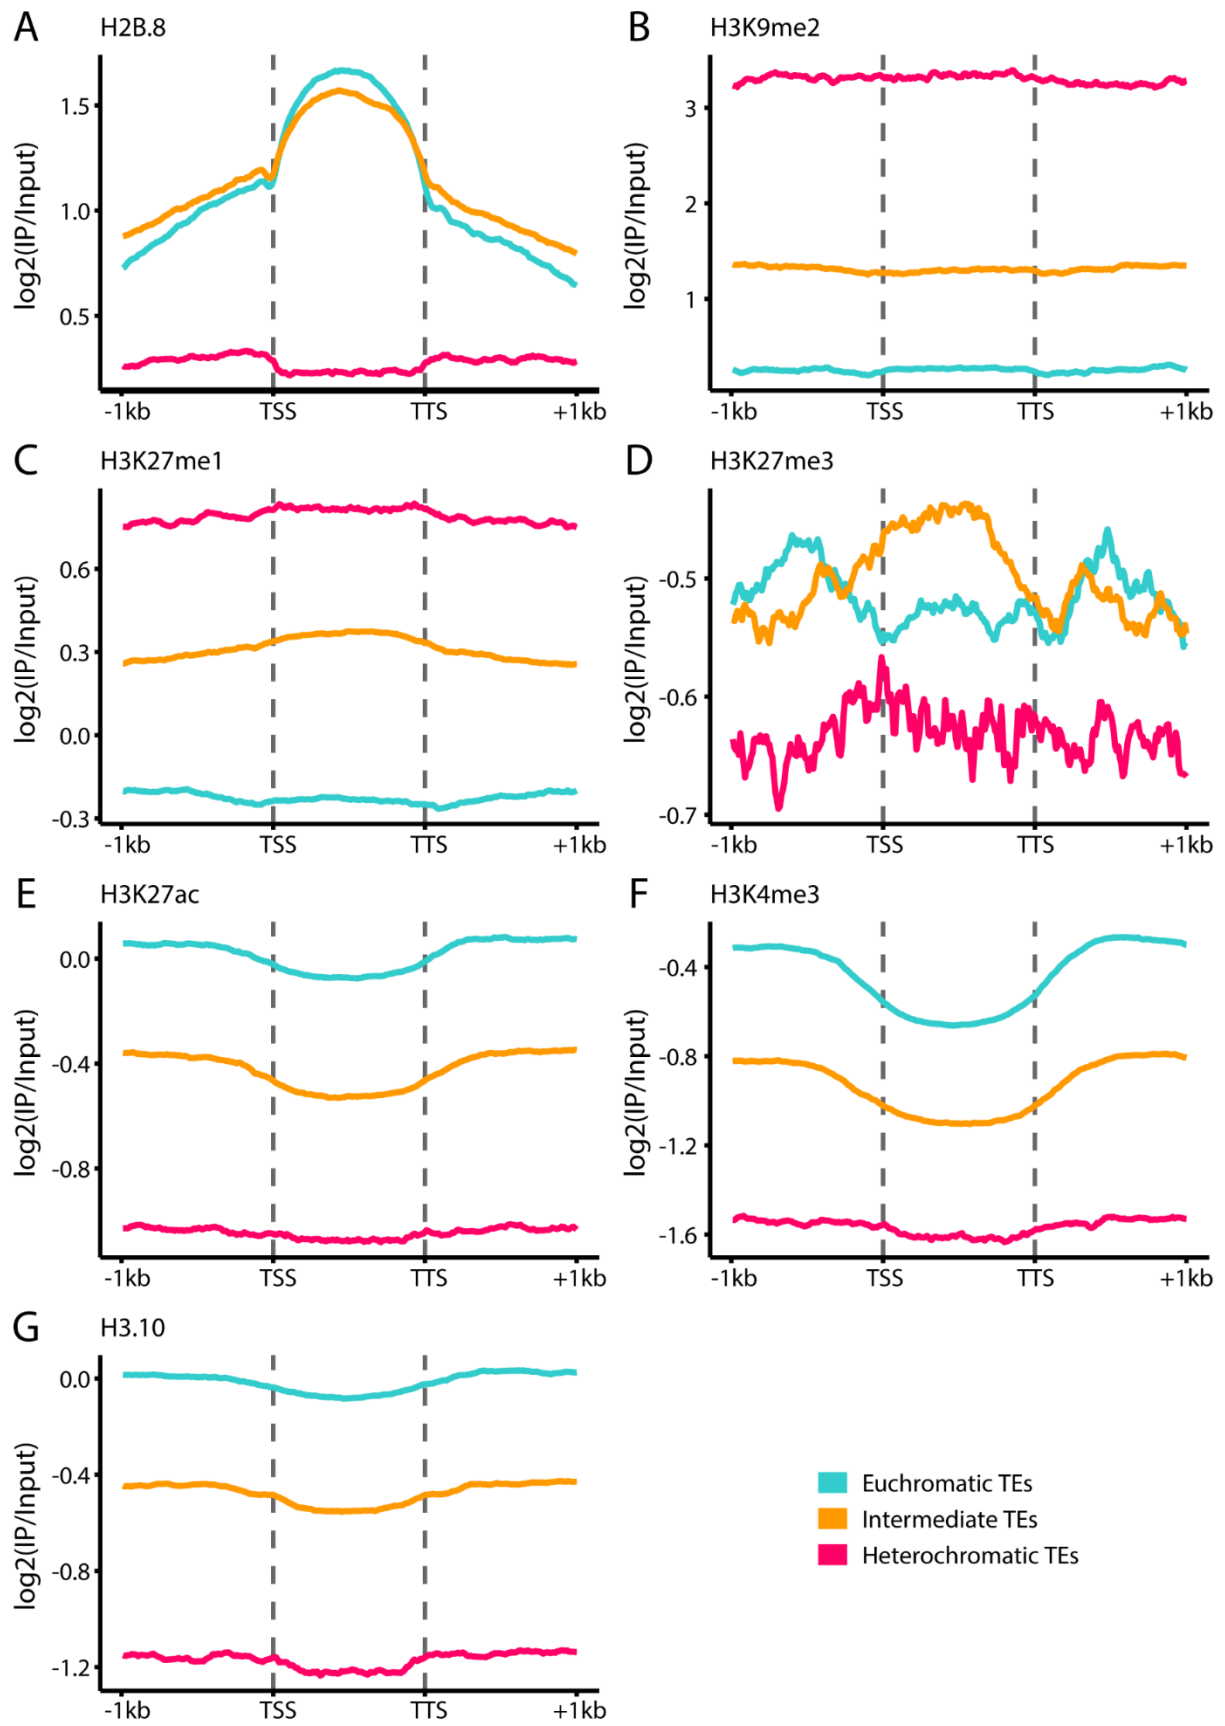 A H2B.8
log2(IP/Input)
1.5
1.0
0.5
-1kb TSS TTS +1kb
B H3K9me2
log2(IP/Input)
3
2
1
-1kb TSS TTS +1kb
C H3K27me1
log2(IP/Input)
0.6
0.3
0.0
-0.3
-1kb TSS TTS +1kb
D H3K27me3
log2(IP/Input)
-0.5
-0.6
-0.7
-1kb TSS TTS +1kb
E H3K27ac
log2(IP/Input)
0.0
-0.4
-0.8
-1kb TSS TTS +1kb
F H3K4me3
log2(IP/Input)
-0.4
-0.8
-1.2
-1.6
-1kb TSS TTS +1kb
G H3.10
log2(IP/Input)
0.0
-0.4
-0.8
-1.2
-1kb TSS TTS +1kb
Euchromatic TEs
Intermediate TEs
Heterochromatic TEs